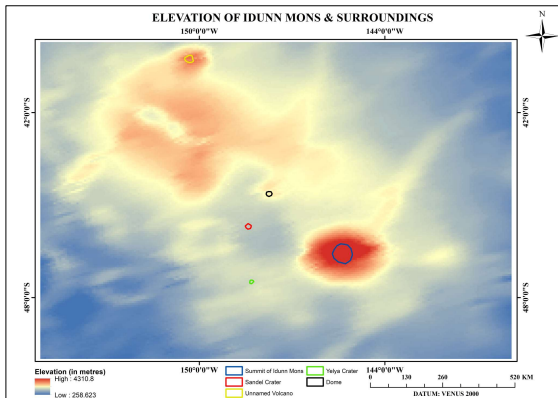 ELEVATION OF IDUNN MONS & SURROUNDINGS
150°0'0"W 144°0'0"W
N
42°0'0"S 42°0'0"S
48°0'0"S 48°0'0"S
150°0'0"W 144°0'0"W
Elevation (in metres)
High : 4310.8
Low : 258.623
Summit of Idunn Mons
Sandel Crater
Unnamed Volcano
Yelya Crater
Dome
0 130 260 520 KM
DATUM: VENUS 2000